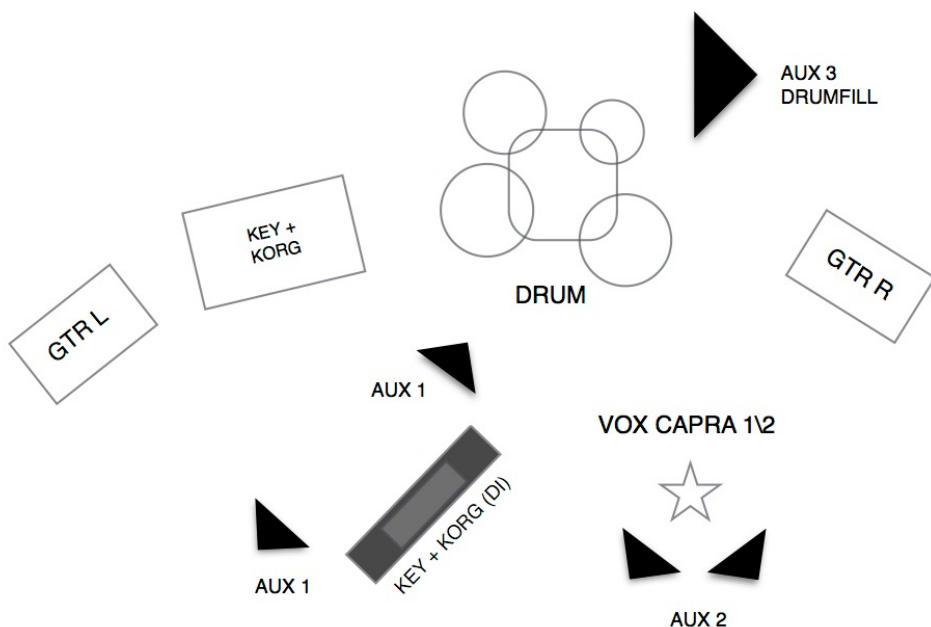 AUX 3
DRUMFILL
KEY +
KORG
GTR R
DRUM
GTR L
AUX 1
VOX CAPRA 1\2
KEY + KORG (DI)
AUX 1
AUX 2